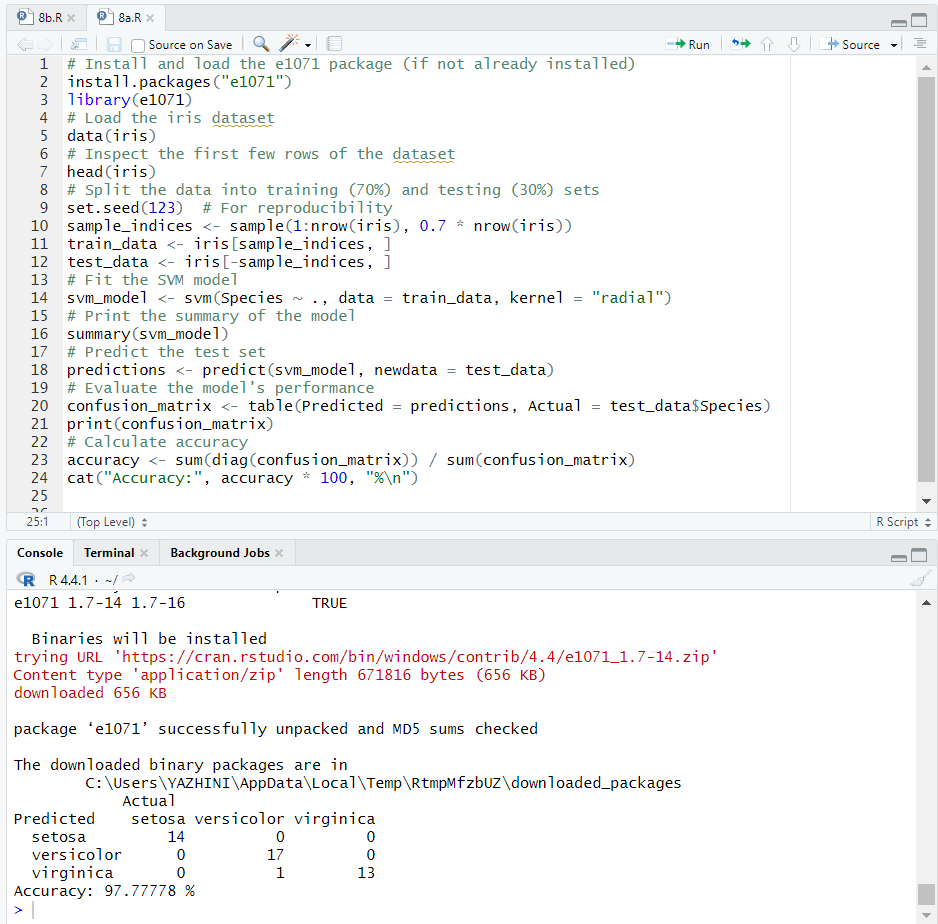 8b.R
8a.R
Source on Save
Run
Source
1 # Install and load the e1071 package (if not already installed)
2 install.packages("e1071")
3 library(e1071)
4 # Load the iris dataset
5 data(iris)
6 # Inspect the first few rows of the dataset
7 head(iris)
8 # Split the data into training (70%) and testing (30%) sets
9 set.seed(123)  # For reproducibility
10 sample_indices <- sample(1:nrow(iris), 0.7 * nrow(iris))
11 train_data <- iris[sample_indices, ]
12 test_data <- iris[-sample_indices, ]
13 # Fit the SVM model
14 svm_model <- svm(Species ~ ., data = train_data, kernel = "radial")
15 # Print the summary of the model
16 summary(svm_model)
17 # Predict the test set
18 predictions <- predict(svm_model, newdata = test_data)
19 # Evaluate the model's performance
20 confusion_matrix <- table(Predicted = predictions, Actual = test_data$Species)
21 print(confusion_matrix)
22 # Calculate accuracy
23 accuracy <- sum(diag(confusion_matrix)) / sum(confusion_matrix)
24 cat("Accuracy:", accuracy * 100, "%\n")
25
25:1 (Top Level) R Script
Console Terminal Background Jobs
R R 4.4.1 · ~/
e1071 1.7-14 1.7-16 TRUE
Binaries will be installed
trying URL 'https://cran.rstudio.com/bin/windows/contrib/4.4/e1071_1.7-14.zip'
Content type 'application/zip' length 671816 bytes (656 KB)
downloaded 656 KB
package ‘e1071’ successfully unpacked and MD5 sums checked
The downloaded binary packages are in
C:\Users\YAZHINI\AppData\Local\Temp\RtmpMfzbUZ\downloaded_packages
Actual
Predicted setosa versicolor virginica
setosa 14 0 0
versicolor 0 17 0
virginica 0 1 13
Accuracy: 97.77778 %
>